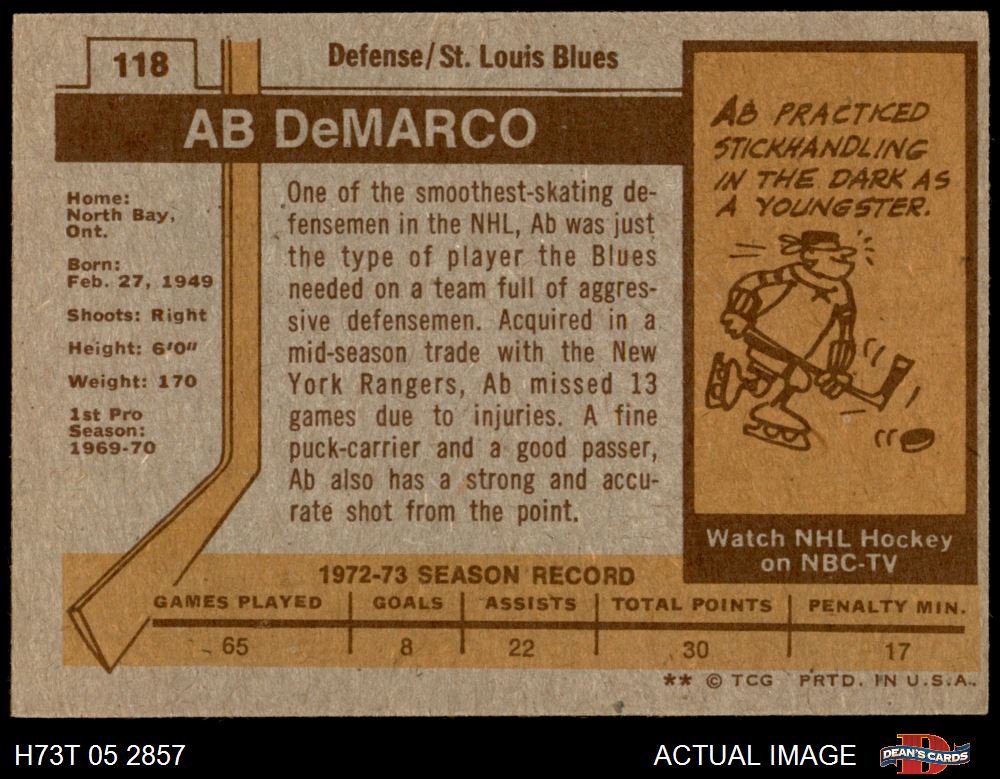 118
Defense/St. Louis Blues
AB DeMARCO
Home:
North Bay,
Ont.
Born:
Feb. 27, 1949
Shoots: Right
Height: 6'0"
Weight: 170
1st Pro
Season:
1969-70
One of the smoothest-skating de-
fensemen in the NHL, Ab was just
the type of player the Blues
needed on a team full of aggres-
sive defensemen. Acquired in a
mid-season trade with the New
York Rangers, Ab missed 13
games due to injuries. A fine
puck-carrier and a good passer,
Ab also has a strong and accu-
rate shot from the point.
AB PRACTICED
STICKHANDLING
IN THE DARK AS
A YOUNGSTER.
Watch NHL Hockey
on NBC-TV
1972-73 SEASON RECORD
GAMES PLAYED GOALS ASSISTS TOTAL POINTS PENALTY MIN.
65 8 22 30 17
** © TCG PRTD. IN U.S.A.
H73T 05 2857
ACTUAL IMAGE
DEAN'S CARDS